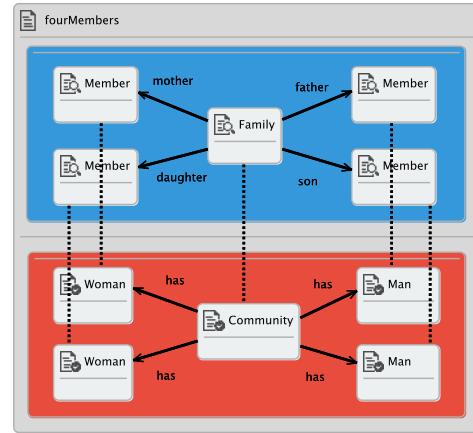 fourMembers
Member
mother
father
Member
Family
Member
daughter
son
Member
Woman
has
has
Man
Community
Woman
has
has
Man